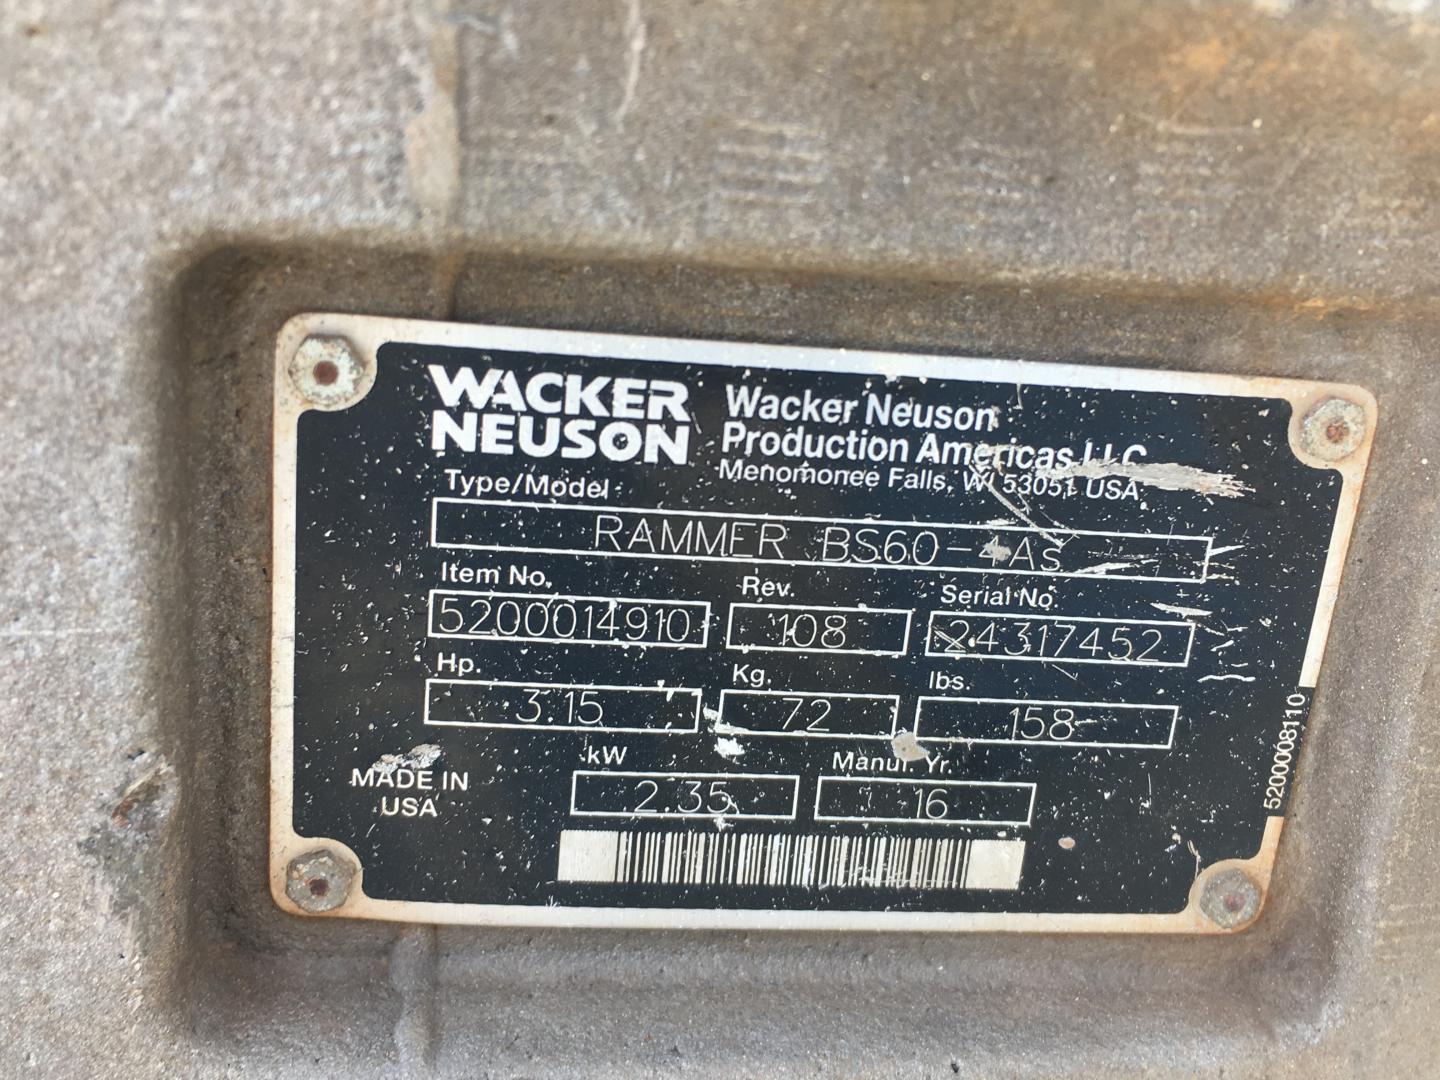 WACKER
NEUSON
Wacker Neuson
Production Americas LLC
Menomonee Falls, WI 53051 USA
Type/Model
RAMMER BS60-4As
Item No. Rev. Serial No.
5200014910 108 24317452
Hp. Kg. lbs.
3.15 72 158
kW Manuf. Yr.
2.35 16
MADE IN
USA
5200008110